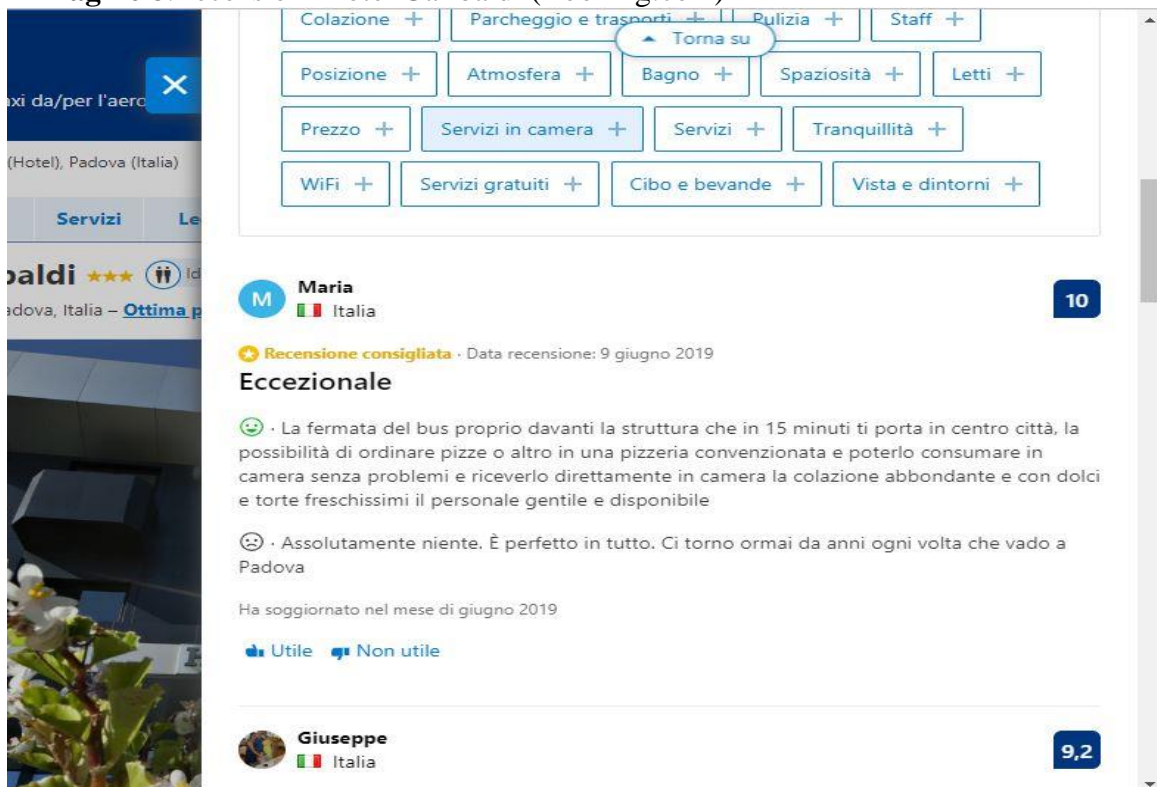 Colazione + Parcheggio e trasporti + Pulizia + Staff +
Torna su
Posizione + Atmosfera + Bagno + Spaziosità + Letti +
Prezzo + Servizi in camera + Servizi + Tranquillità +
WiFi + Servizi gratuiti + Cibo e bevande + Vista e dintorni +
axi da/per l'aero
(Hotel), Padova (Italia)
Servizi Le
baldi
adova, Italia – Ottima p
M Maria 10
Italia
Recensione consigliata · Data recensione: 9 giugno 2019
Eccezionale
· La fermata del bus proprio davanti la struttura che in 15 minuti ti porta in centro città, la
possibilità di ordinare pizze o altro in una pizzeria convenzionata e poterlo consumare in
camera senza problemi e riceverlo direttamente in camera la colazione abbondante e con dolci
e torte freschissimi il personale gentile e disponibile
· Assolutamente niente. È perfetto in tutto. Ci torno ormai da anni ogni volta che vado a
Padova
Ha soggiornato nel mese di giugno 2019
Utile Non utile
Giuseppe 9,2
Italia